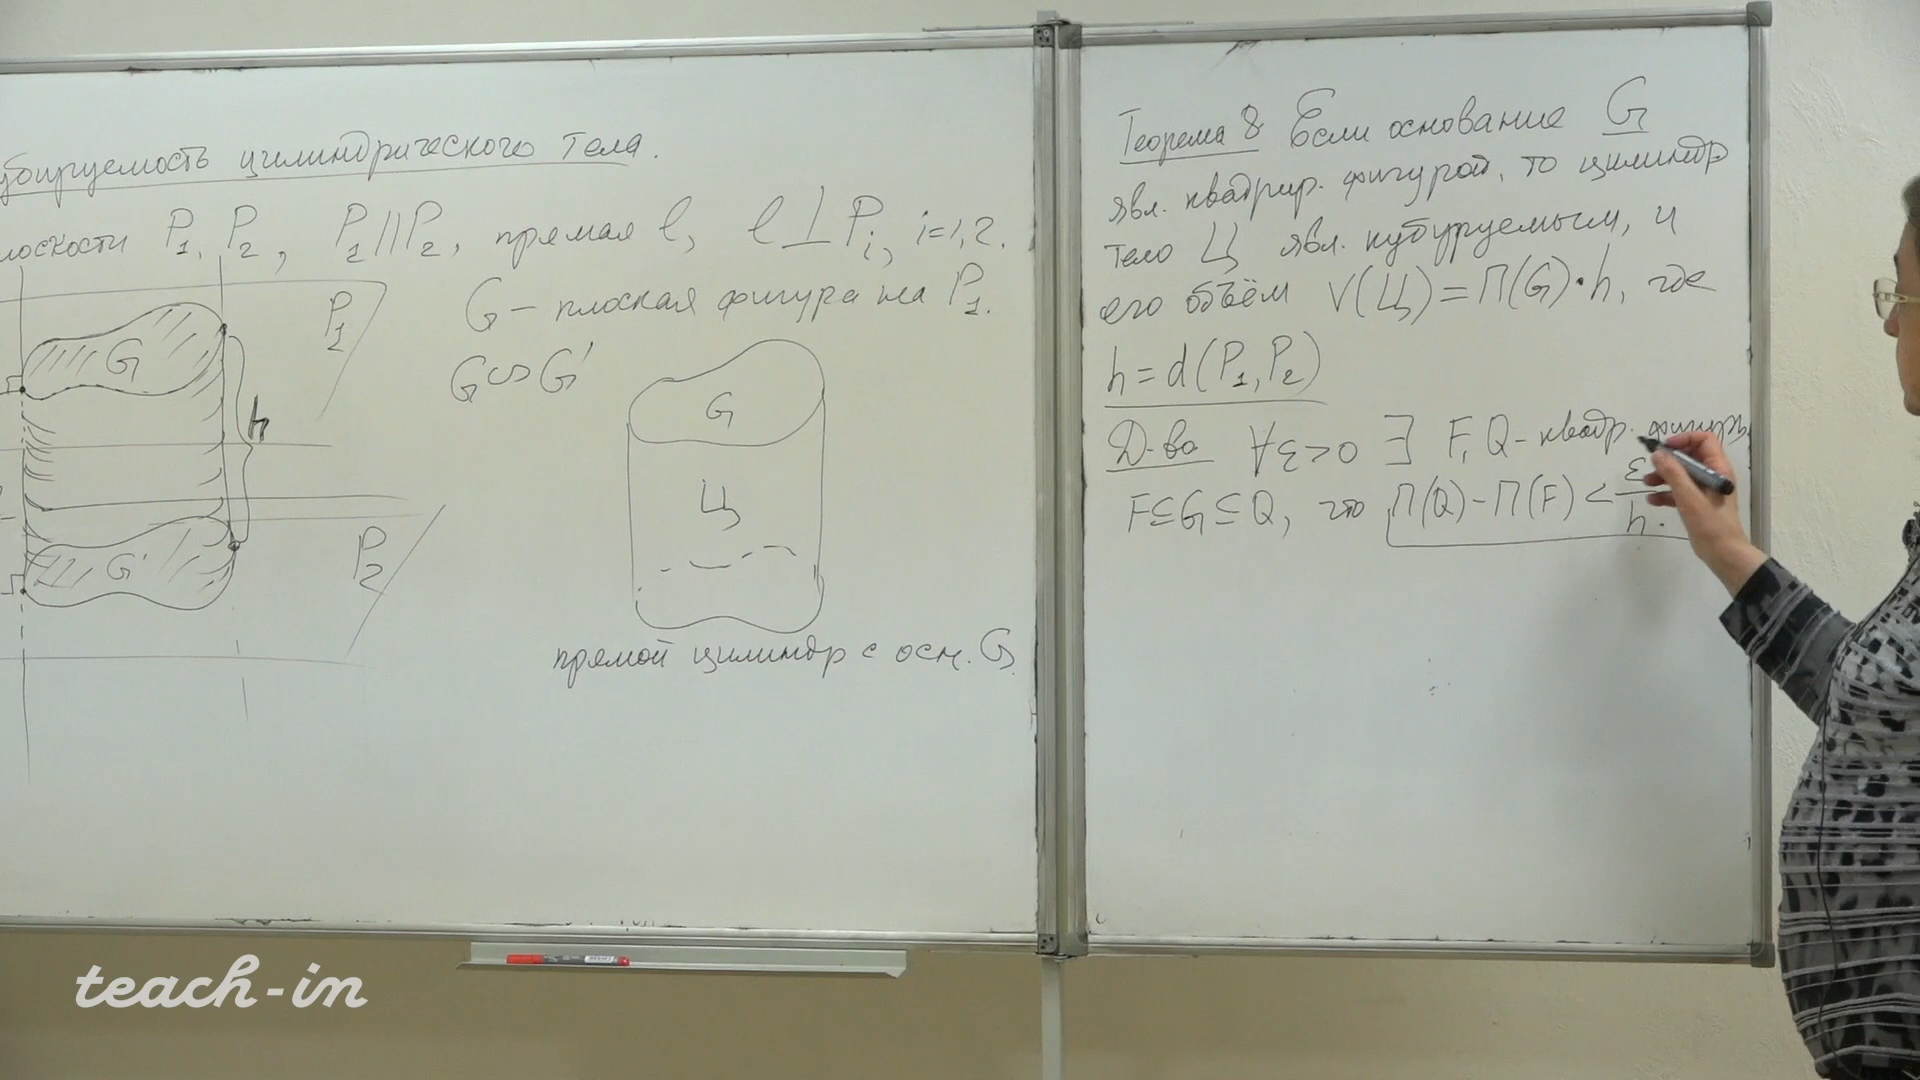 убируемость цилиндрического тела.
лоскости P₁, P₂, P₁ || P₂, прямая l, l ⊥ Pᵢ, i=1,2.
G — плоская фигура на P₁.
G ∽ G'
P₁
G
h
P₂
G'
G
Ц
прямой цилиндр с осн. G.
Теорема 8 Если основание G
явл. квадрир. фигурой, то цилиндр
тело Ц явл. кубируемым, и
его объём V(Ц) = П(G)·h, где
h = d(P₁, P₂)
Д-во ∀ε>0 ∃ F, Q - квадр. фигуры
F⊆G⊆Q, что П(Q) - П(F) < ε/h.
teach-in